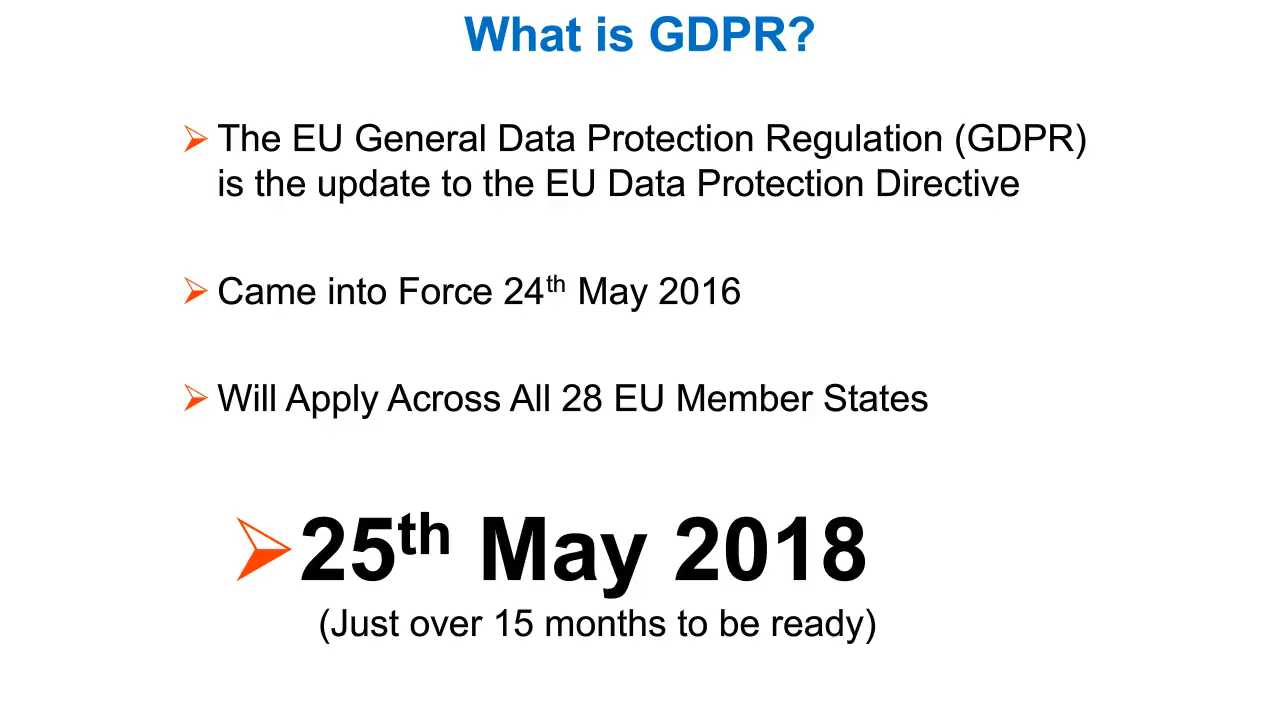 What is GDPR?
The EU General Data Protection Regulation (GDPR)
is the update to the EU Data Protection Directive
Came into Force 24th May 2016
Will Apply Across All 28 EU Member States
25th May 2018
(Just over 15 months to be ready)